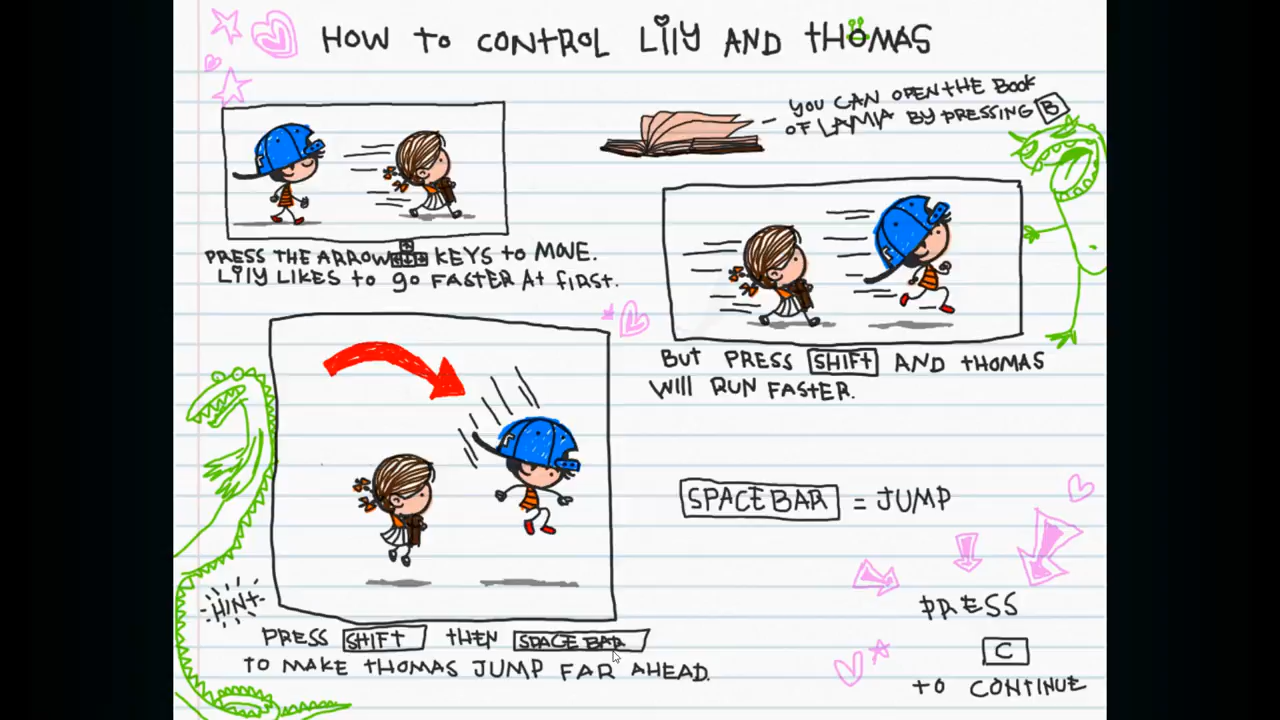 HOW TO CONTROL LILY AND THOMAS
YOU CAN OPEN THE BOOK
OF LAMIA BY PRESSING B
PRESS THE ARROW KEYS TO MOVE.
LILY LIKES TO GO FASTER AT FIRST.
BUT PRESS SHIFT AND THOMAS
WILL RUN FASTER.
SPACE BAR = JUMP
HINT
PRESS SHIFT THEN SPACE BAR
TO MAKE THOMAS JUMP FAR AHEAD.
PRESS
C
TO CONTINUE